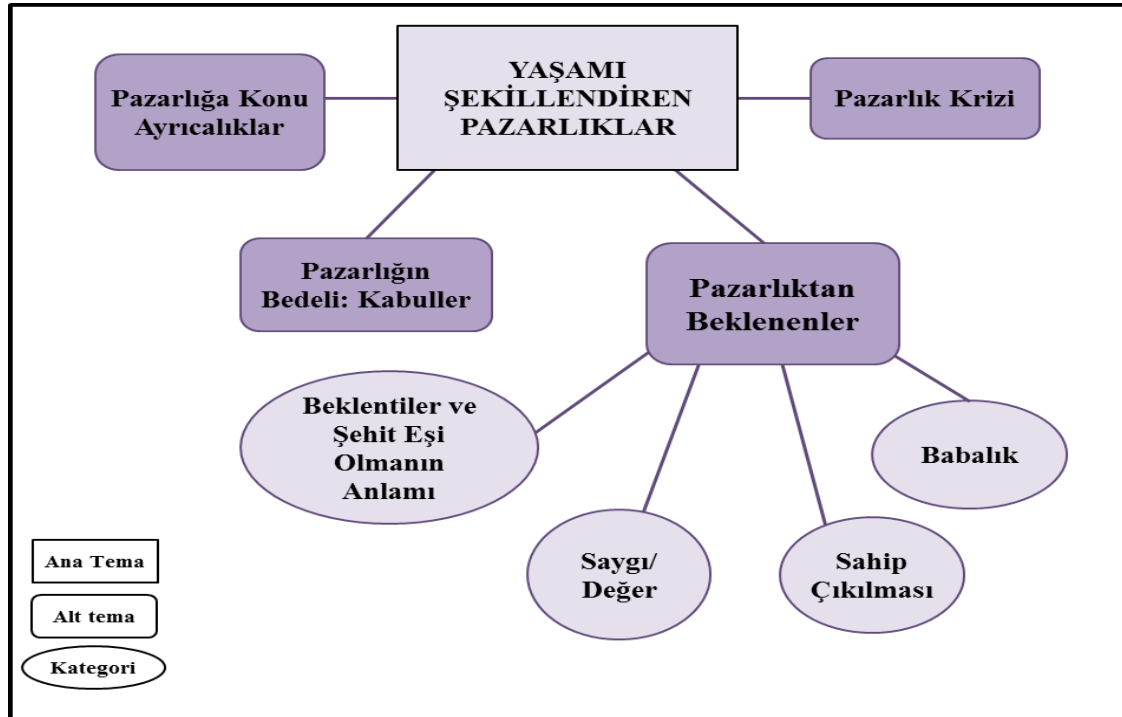 YAŞAMI
ŞEKİLLENDİREN
PAZARLIKLAR
Pazarlığa Konu
Ayrıcalıklar
Pazarlık Krizi
Pazarlığın
Bedeli: Kabuller
Pazarlıktan
Beklenenler
Beklentiler ve
Şehit Eşi
Olmanın
Anlamı
Saygı/
Değer
Sahip
Çıkılması
Babalık
Ana Tema
Alt tema
Kategori